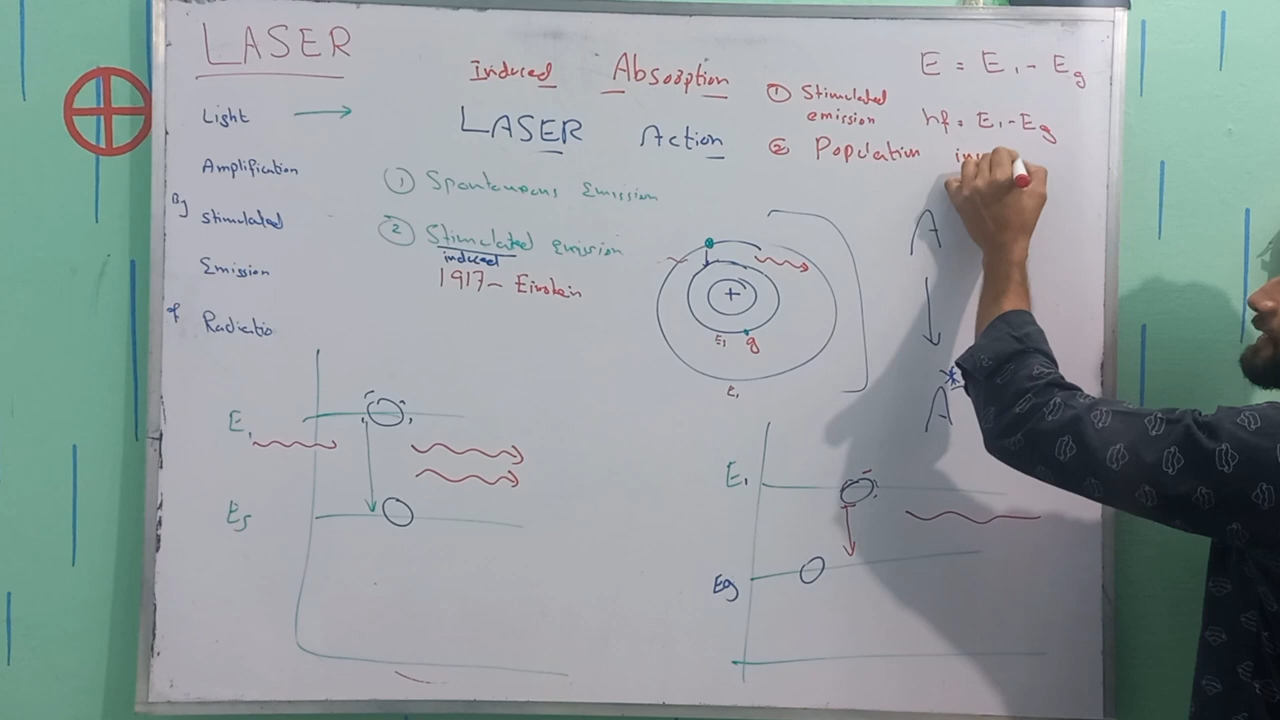 LASER
Light
Amplification
By
Stimulated
Emission
of
Radiatio
Induced Absorption
LASER Action
① Spontaneous Emission
② Stimulated emission
induced
1917 - Einstein
① Stimulated
emission
② Population
E = E₁ - Eg
hf = E₁ - Eg
A
A*
+
E₁ g
E₁
E₁
Eg
E₁
Eg